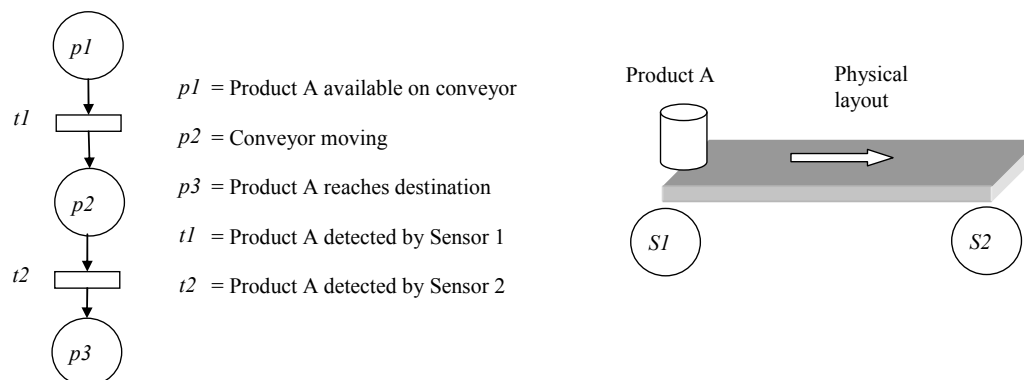 p1
t1
p2
t2
p3
p1 = Product A available on conveyor
p2 = Conveyor moving
p3 = Product A reaches destination
t1 = Product A detected by Sensor 1
t2 = Product A detected by Sensor 2
Product A
Physical
layout
S1
S2